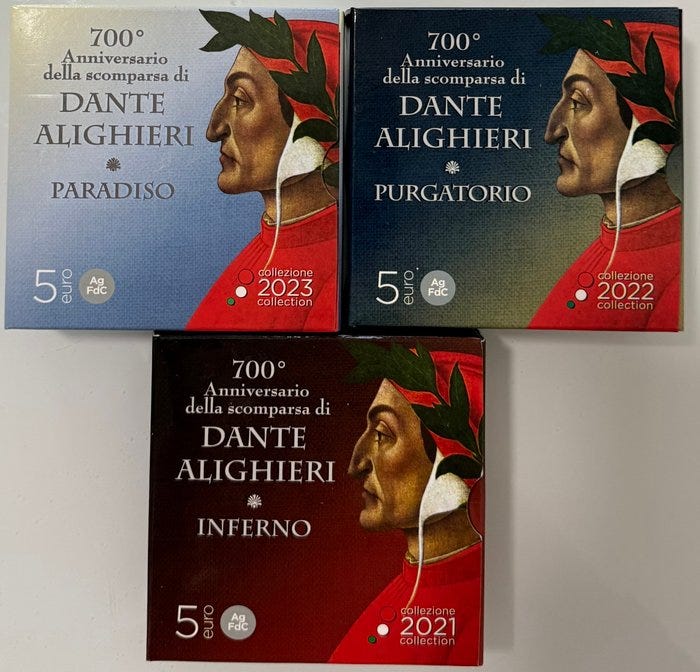 700°
Anniversario
della scomparsa di
DANTE
ALIGHIERI
PARADISO
5 euro
Ag
FdC
collezione
2023
collection
700°
Anniversario
della scomparsa di
DANTE
ALIGHIERI
PURGATORIO
5 euro
Ag
FdC
collezione
2022
collection
700°
Anniversario
della scomparsa di
DANTE
ALIGHIERI
INFERNO
5 euro
Ag
FdC
collezione
2021
collection